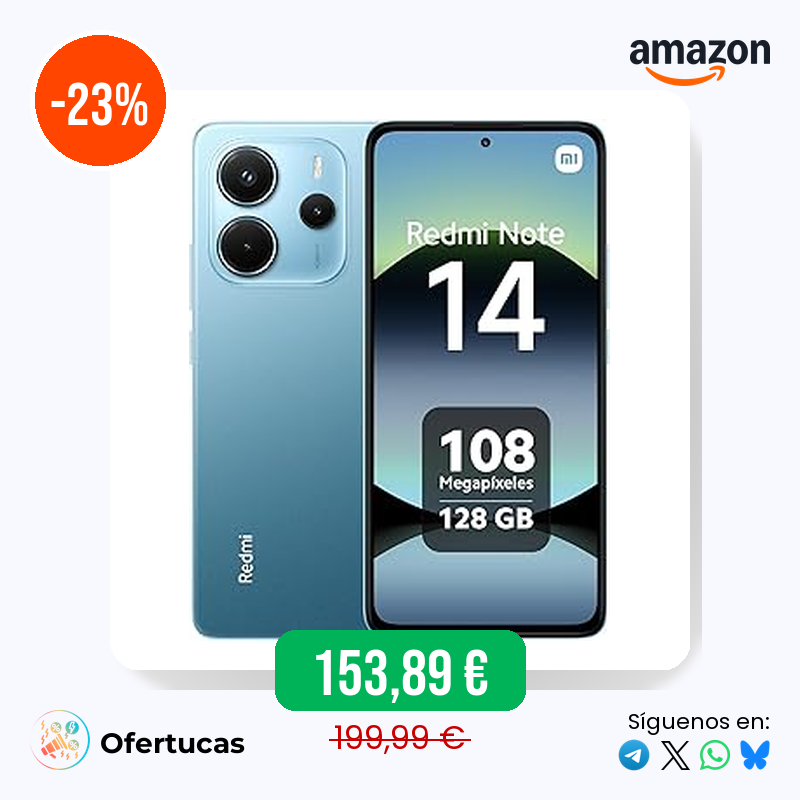 -23%
amazon
Redmi Note
14
108
Megapíxeles
128 GB
Redmi
153,89 €
199,99 €
Ofertucas
Síguenos en: